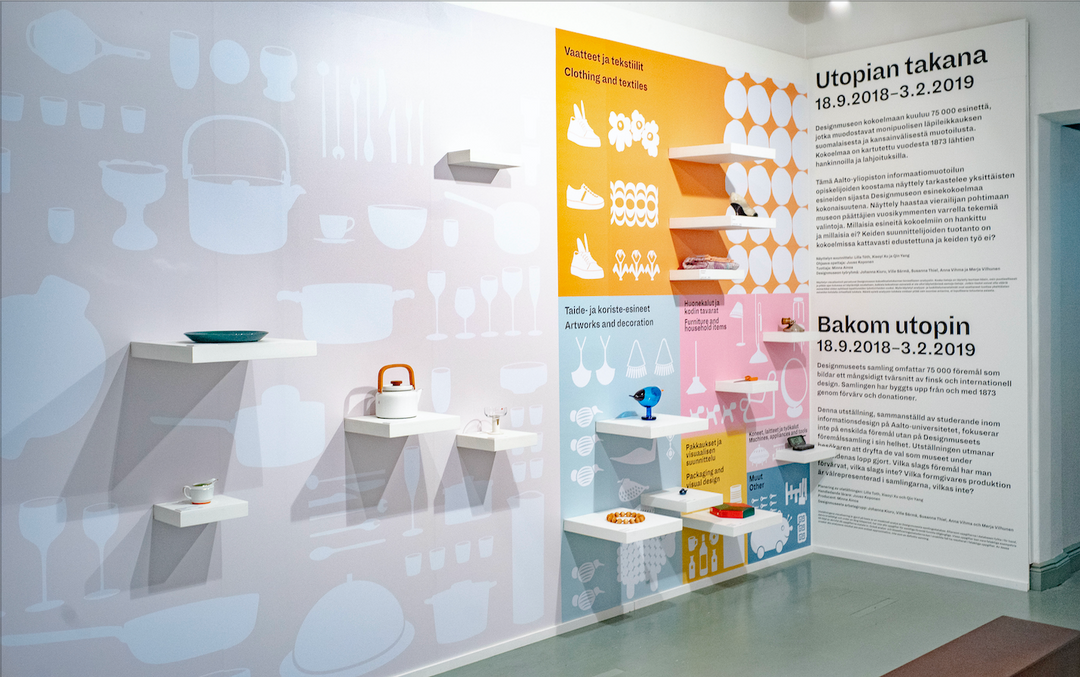 Vaatteet ja tekstiilit
Clothing and textiles
Taide- ja koriste-esineet
Artworks and decoration
Huonekalut ja
kodin tavarat
Furniture and
household items
Pakkaukset ja
visuaalinen
suunnittelu
Packaging and
visual design
Koneet, laitteet ja työkalut
Machines, appliances and tools
Muut
Other
Utopian takana
18.9.2018–3.2.2019
Designmuseon kokoelmaan kuuluu 75 000 esinettä,
jotka muodostavat monipuolisen läpileikkauksen
suomalaisesta ja kansainvälisestä muotoilusta.
Kokoelmaa on kartutettu vuodesta 1873 lähtien
hankinnoilla ja lahjoituksilla.
Tämä Aalto-yliopiston informaatiomuotoilun
opiskelijoiden koostama näyttely tarkastelee yksittäisten
esineiden sijasta Designmuseon esinekokoelmaa
kokonaisuutena. Näyttely haastaa vierailijan pohtimaan
museon päättäjien vuosikymmenten varrella tekemiä
valintoja. Millaisia esineitä kokoelmiin on hankittu
ja millaisia ei? Keiden suunnittelijoiden tuotanto on
kokoelmissa kattavasti edustettuna ja keiden työ ei?
Bakom utopin
18.9.2018–3.2.2019
Designmuseets samling omfattar 75 000 föremål som
bildar ett mångsidigt tvärsnitt av finsk och internationell
design. Samlingen har byggts upp från och med 1873
genom förvärv och donationer.
Denna utställning, sammanställd av studerande inom
informationsdesign på Aalto-universitetet, fokuserar
inte på enskilda föremål utan på Designmuseets
föremålssamling i sin helhet. Utställningen utmanar
att dryfta de val som museet under
lopp gjort. Vilka slags föremål har man
förvärvat, vilka slags inte? Vilka formgivares produktion
är välrepresenterad i samlingarna, vilkas inte?